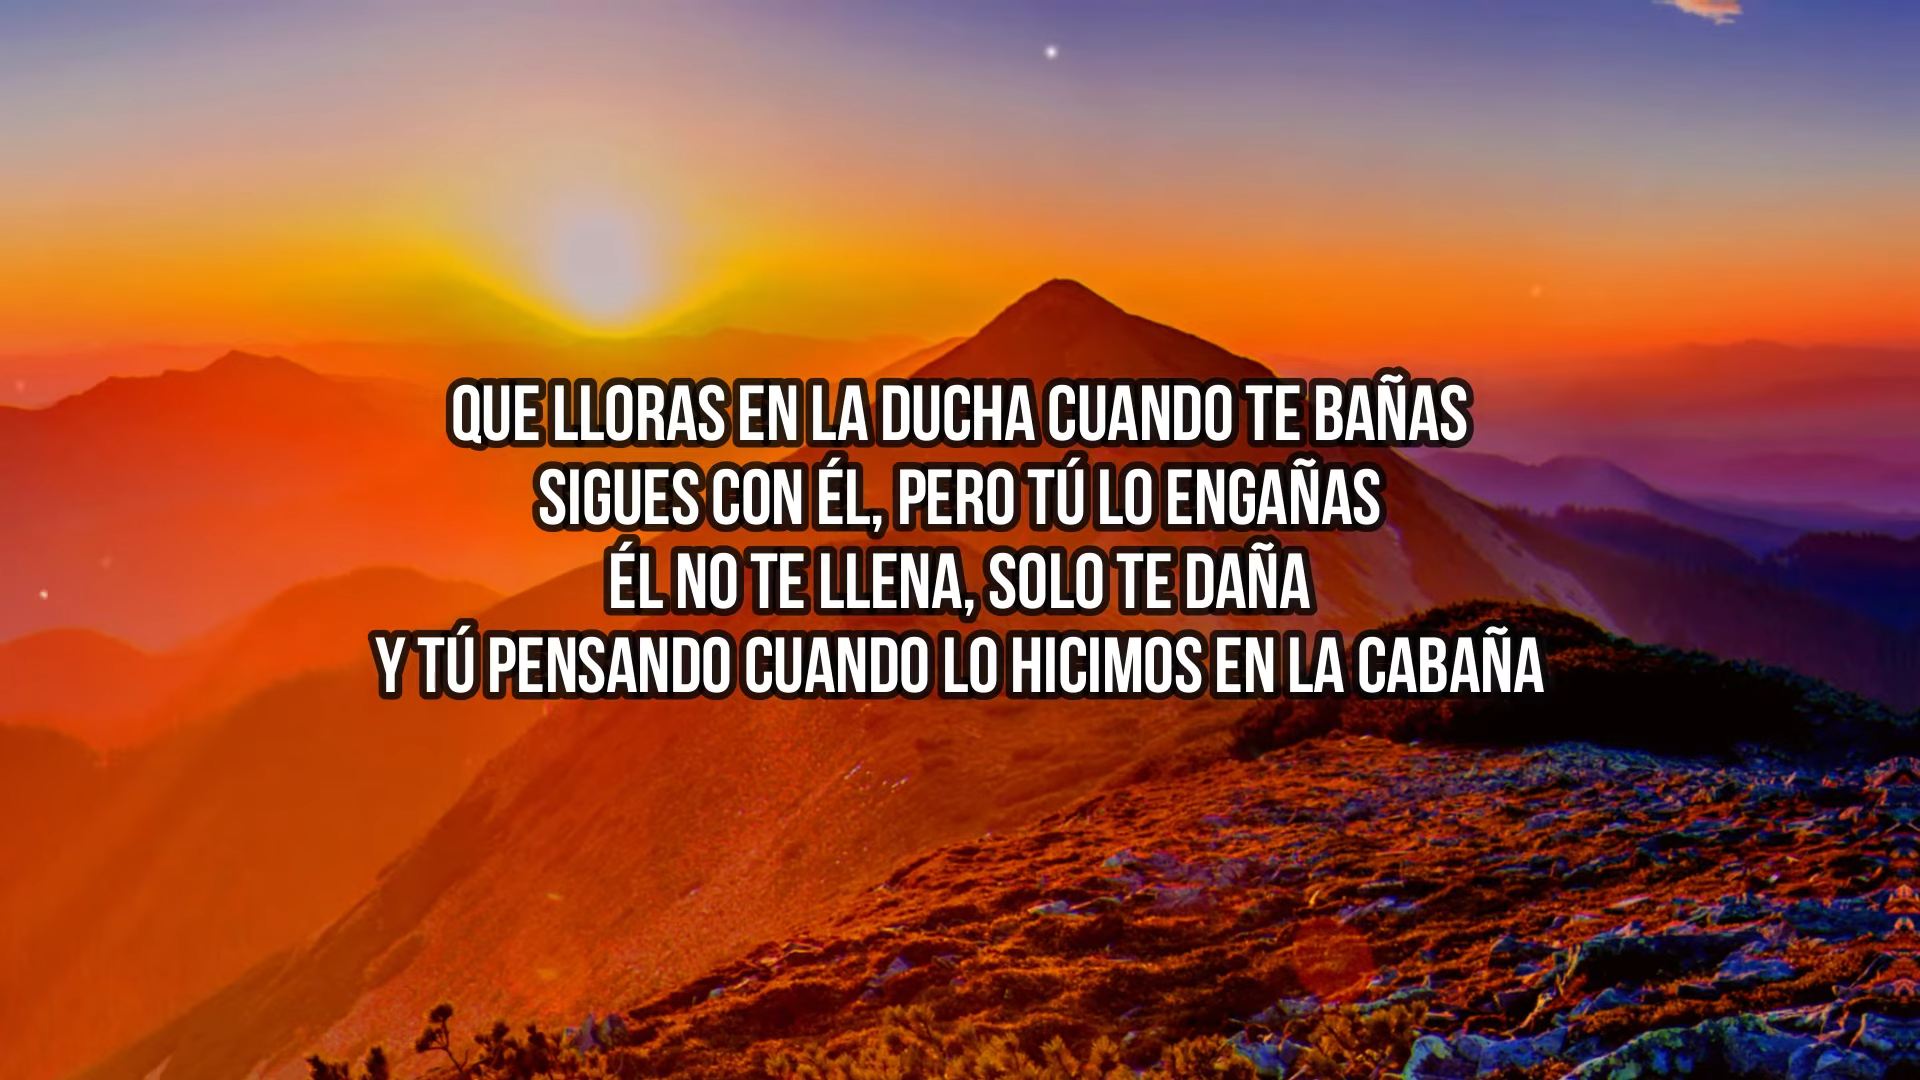 QUE LLORAS EN LA DUCHA CUANDO TE BAÑAS
SIGUES CON ÉL, PERO TÚ LO ENGAÑAS
ÉL NO TE LLENA, SOLO TE DAÑA
Y TÚ PENSANDO CUANDO LO HICIMOS EN LA CABAÑA